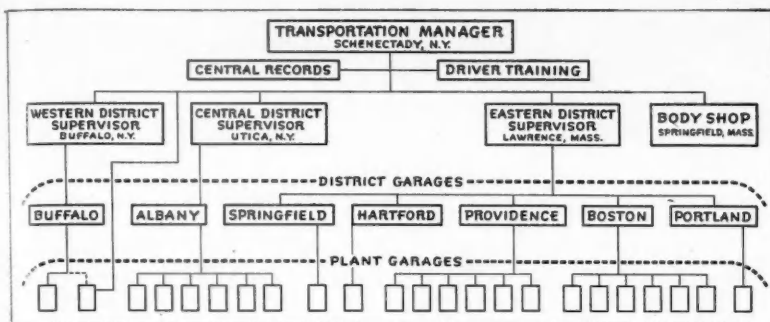 TRANSPORTATION MANAGER
SCHENECTADY, N.Y.
CENTRAL RECORDS
DRIVER TRAINING
WESTERN DISTRICT
SUPERVISOR
BUFFALO, N.Y.
CENTRAL DISTRICT
SUPERVISOR
UTICA, N.Y.
EASTERN DISTRICT
SUPERVISOR
LAWRENCE, MASS.
BODY SHOP
SPRINGFIELD, MASS.
DISTRICT GARAGES
BUFFALO
ALBANY
SPRINGFIELD
HARTFORD
PROVIDENCE
BOSTON
PORTLAND
PLANT GARAGES